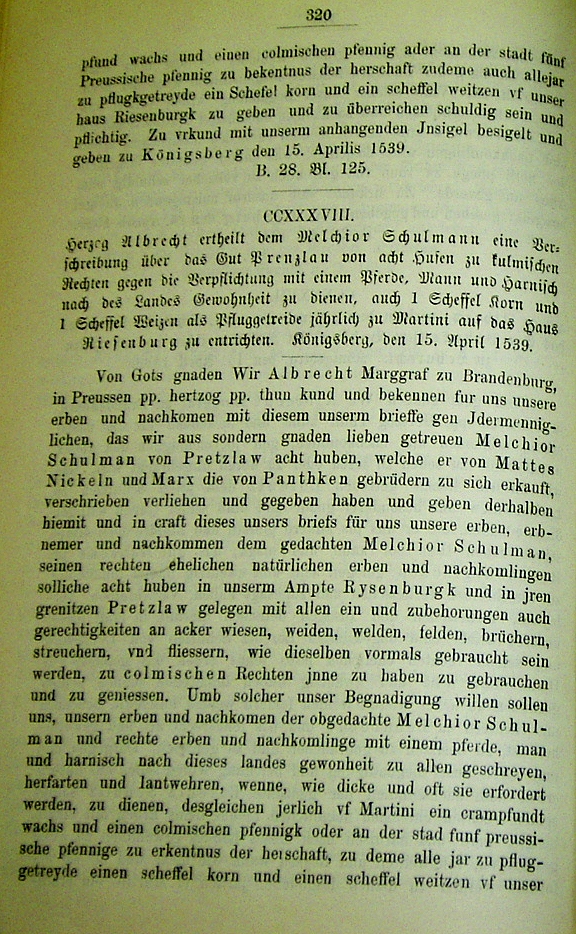 320
pfund wachs und einen colmischen pfennig ader an der stadt fünf
Preussische pfennig zu bekentnus der herschaft zudeme auch allejar
zu pflugkgetreyde ein Schefel korn und ein scheffel weitzen vf unser
haus Riesenburgk zu geben und zu überreichen schuldig sein und
pflichtig. Zu vrkund mit unserm anhangenden Jnsigel besigelt und
geben zu Königsberg den 15. Aprilis 1539.
B. 28. Bl. 125.
CCXXXVIII.
Herzog Albrecht ertheilt dem Melchior Schulmann eine Ver-
schreibung über das Gut Prenzlau von acht Hufen zu kulmischen
Rechten gegen die Verpflichtung mit einem Pferde, Mann und Harnisch
nach des Landes Gewohnheit zu dienen, auch 1 Scheffel Korn und
1 Scheffel Weizen als Pfluggetreide jährlich zu Martini auf das Haus
Riesenburg zu entrichten. Königsberg, den 15. April 1539.
Von Gots gnaden Wir Albrecht Marggraf zu Brandenburg,
in Preussen pp. hertzog pp. thun kund und bekennen fur uns unsere
erben und nachkomen mit diesem unserm brieffe gen Jdermennig-
lichen, das wir aus sondern gnaden lieben getreuen Melchior
Schulman von Pretzlaw acht huben, welche er von Mattes
Nickeln und Marx die von Panthken gebrüdern zu sich erkauft,
verschrieben verliehen und gegeben haben und geben derhalben
hiemit und in craft dieses unsers briefs für uns unsere erben, erb-
nemer und nachkommen dem gedachten Melchior Schulman,
seinen rechten ehelichen natürlichen erben und nachkomlingen
solliche acht huben in unserm Ampte Rysenburgk und in jren
grenitzen Pretzlaw gelegen mit allen ein und zubehorungen auch
gerechtigkeiten an acker wiesen, weiden, welden, felden, brüchern,
streuchern, vnd fliessern, wie dieselben vormals gebraucht sein
werden, zu colmischen Rechten jnne zu haben zu gebrauchen
und zu geniessen. Umb solcher unser Begnadigung willen sollen
uns, unsern erben und nachkomen der obgedachte Melchior Schul-
man und rechte erben und nachkomlinge mit einem pferde, man
und harnisch nach dieses landes gewonheit zu allen geschreyen,
herfarten und lantwehren, wenne, wie dicke und oft sie erfordert
werden, zu dienen, desgleichen jerlich vf Martini ein crampfundt
wachs und einen colmischen pfennigk oder an der stad funf preussi-
sche pfennige zu erkentnus der herschaft, zu deme alle jar zu pflug-
getreyde einen scheffel korn und einen scheffel weitzen vf unser